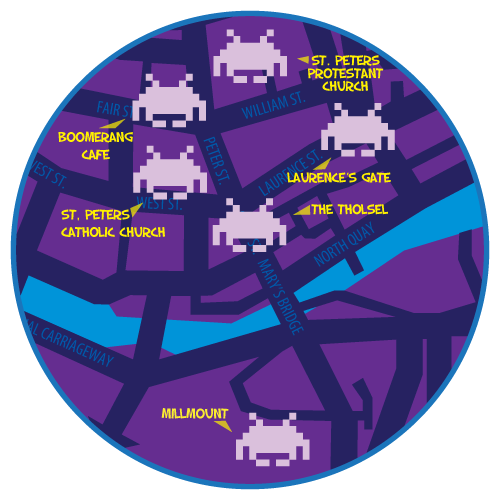 ST. PETERS
PROTESTANT
CHURCH
FAIR ST.
WILLIAM ST.
BOOMERANG
CAFE
PETER ST.
LAURENCE ST.
WEST ST.
LAURENCE'S GATE
WEST ST.
ST. PETERS
CATHOLIC CHURCH
THE THOLSEL
NORTH QUAY
MARY'S BRIDGE
AL CARRIAGEWAY
MILLMOUNT